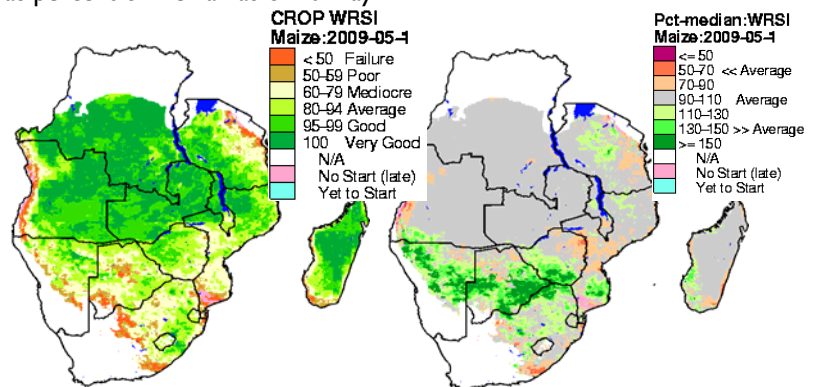 CROP WRSI
Maize:2009-05-1
< 50 Failure
50-59 Poor
60-79 Mediocre
80-94 Average
95-99 Good
100 Very Good
N/A
No Start (late)
Yet to Start
Pct-median:WRSI
Maize:2009-05-1
<= 50
50-70 << Average
70-90
90-110 Average
110-130
130-150 >> Average
>= 150
N/A
No Start (late)
Yet to Start